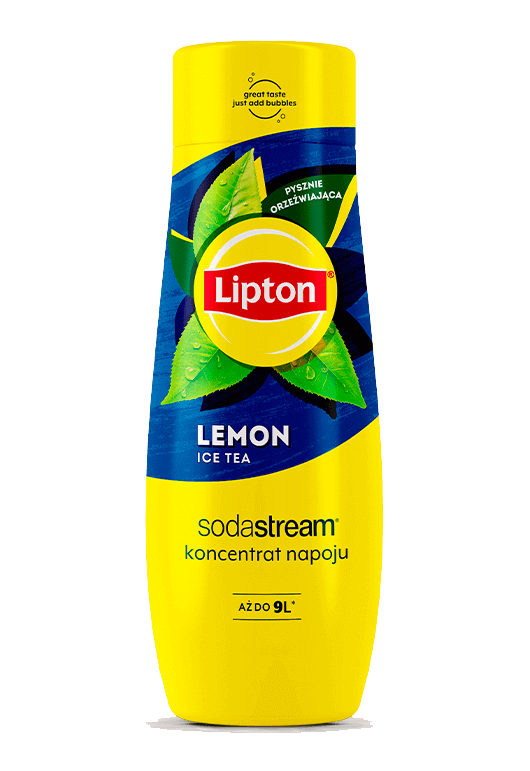 great taste
just add bubbles
PYSZNIE
ORZEŹWIAJĄCA
Lipton®
LEMON
ICE TEA
sodastream®
koncentrat napoju
AŻ DO 9L*